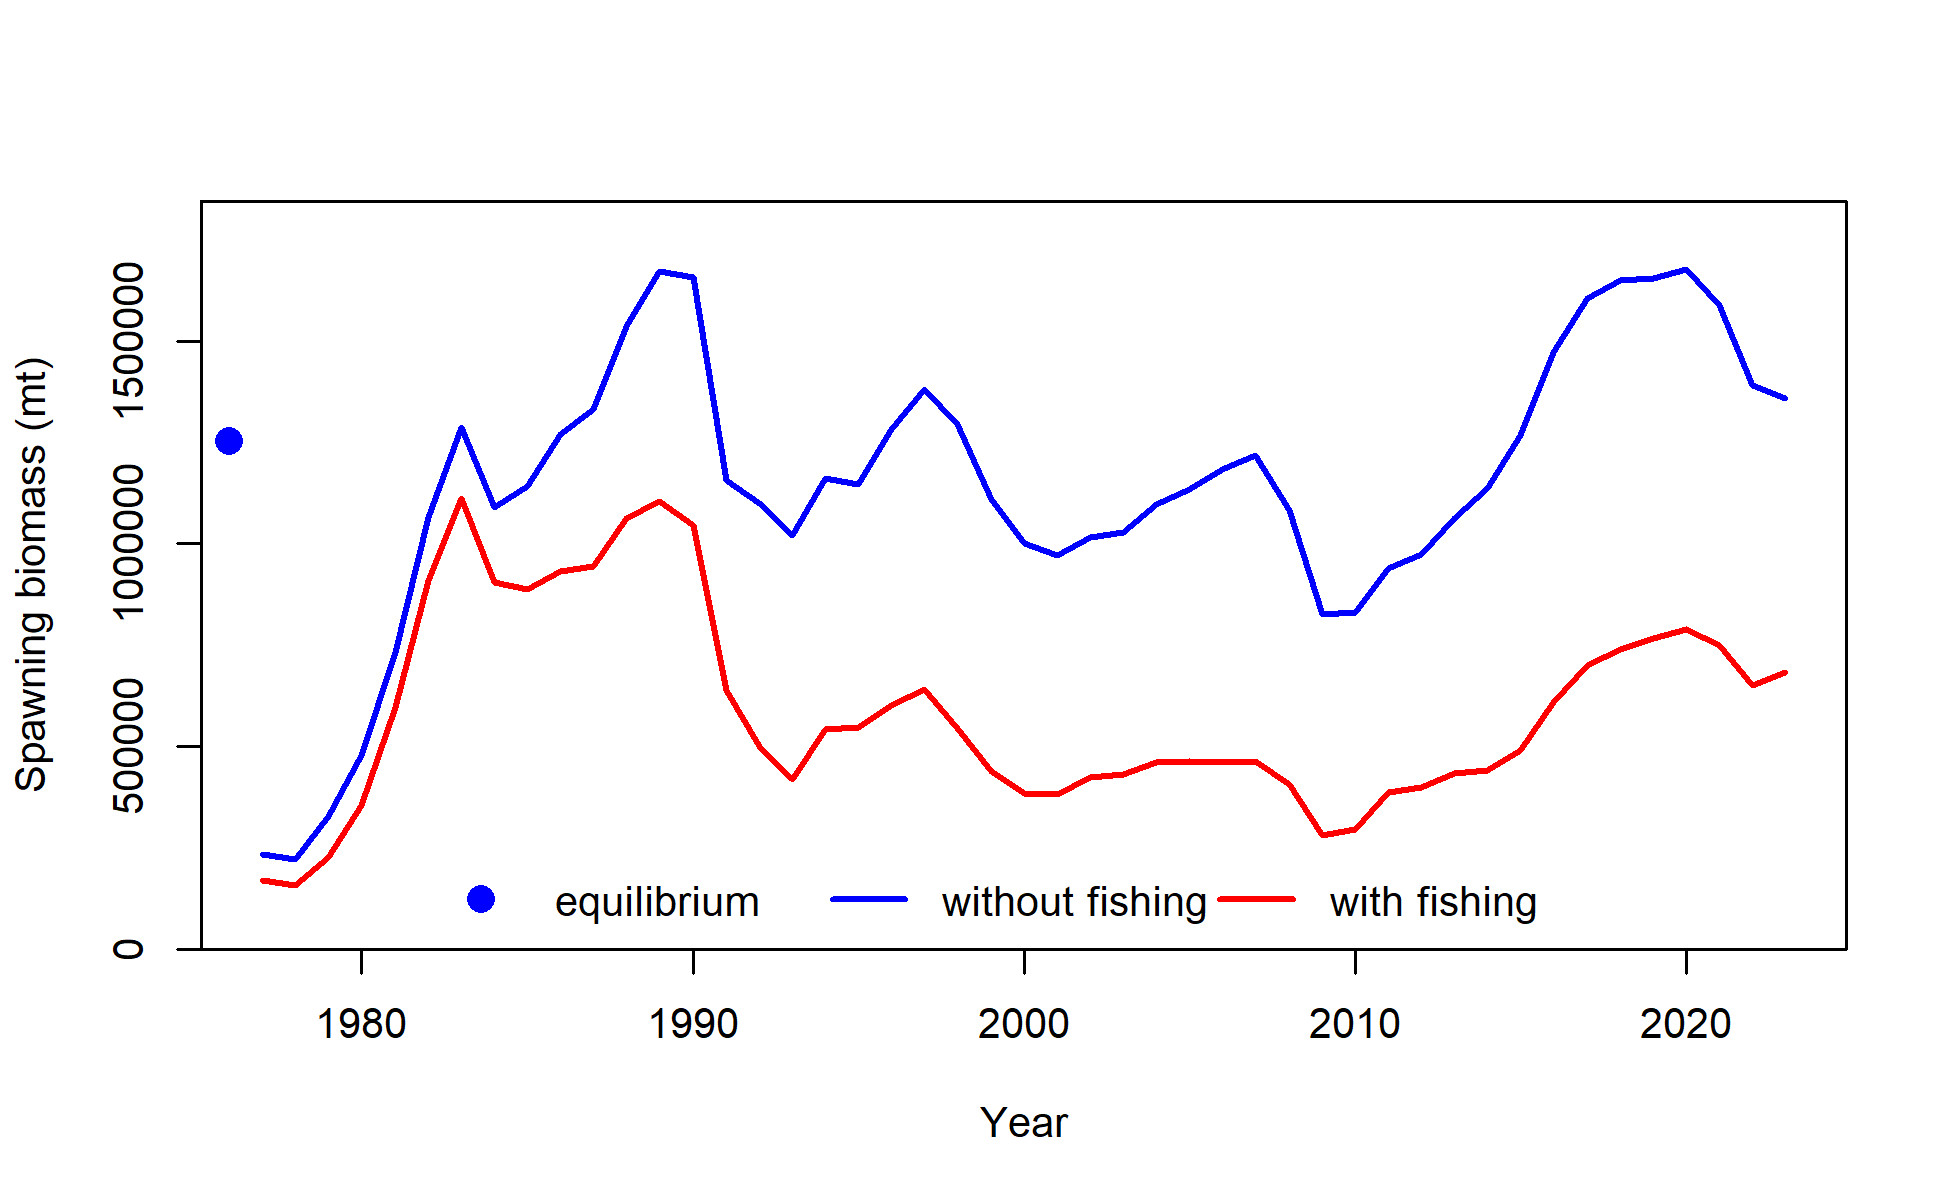 Spawning biomass (mt)
1500000
1000000
500000
0
equilibrium without fishing with fishing
1980 1990 2000 2010 2020
Year